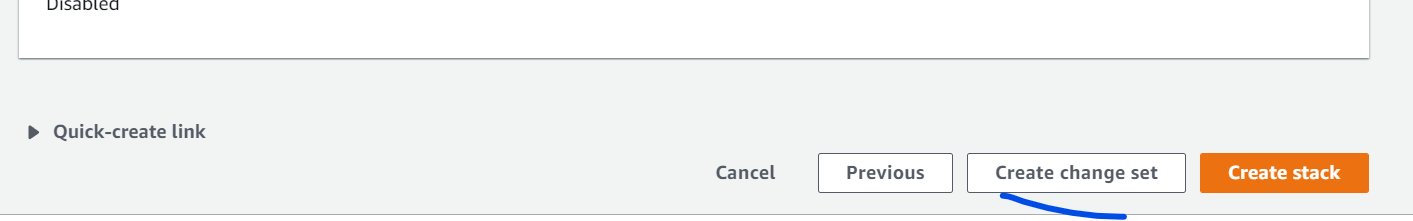 Disabled
Quick-create link
Cancel
Previous
Create change set
Create stack